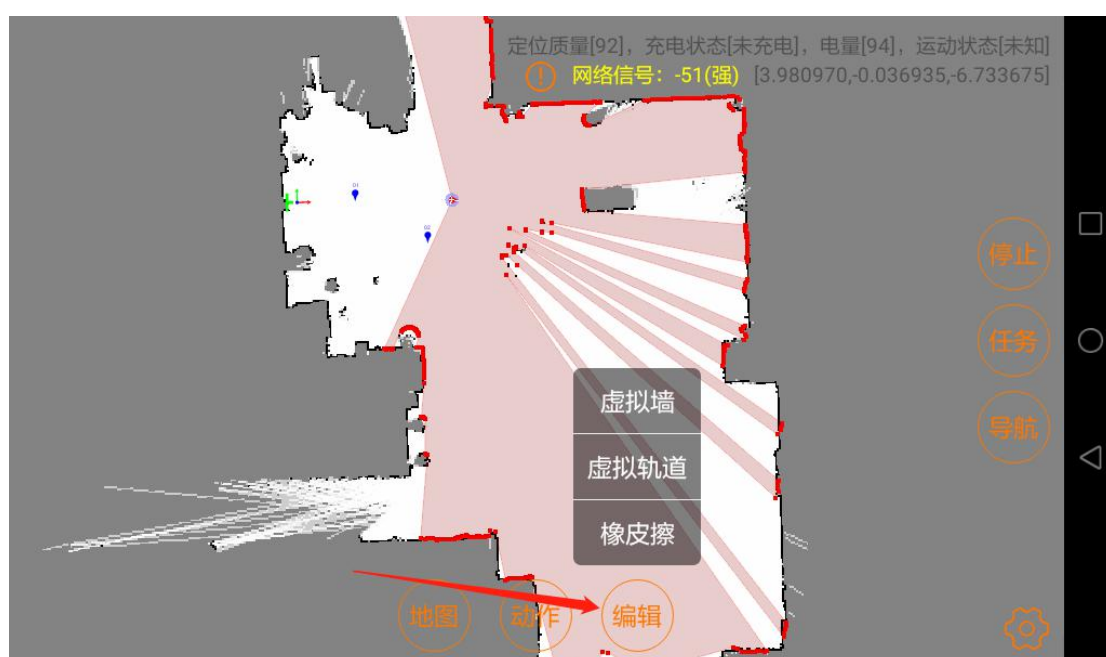 定位质量[92]，充电状态[未充电]，电量[94]，运动状态[未知]
网络信号：-51(强) [3.980970,-0.036935,-6.733675]
停止
任务
导航
虚拟墙
虚拟轨道
橡皮擦
地图
动作
编辑